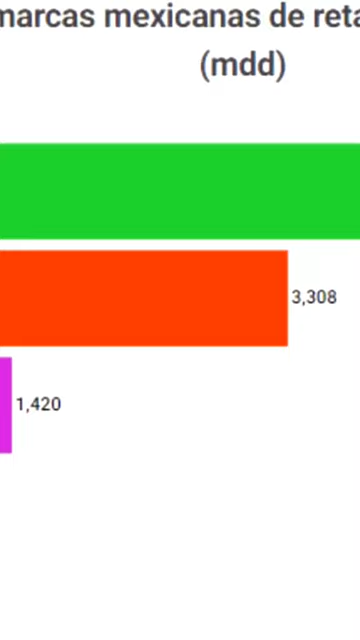 marcas mexicanas de reta
(mdd)
3,308
1,420